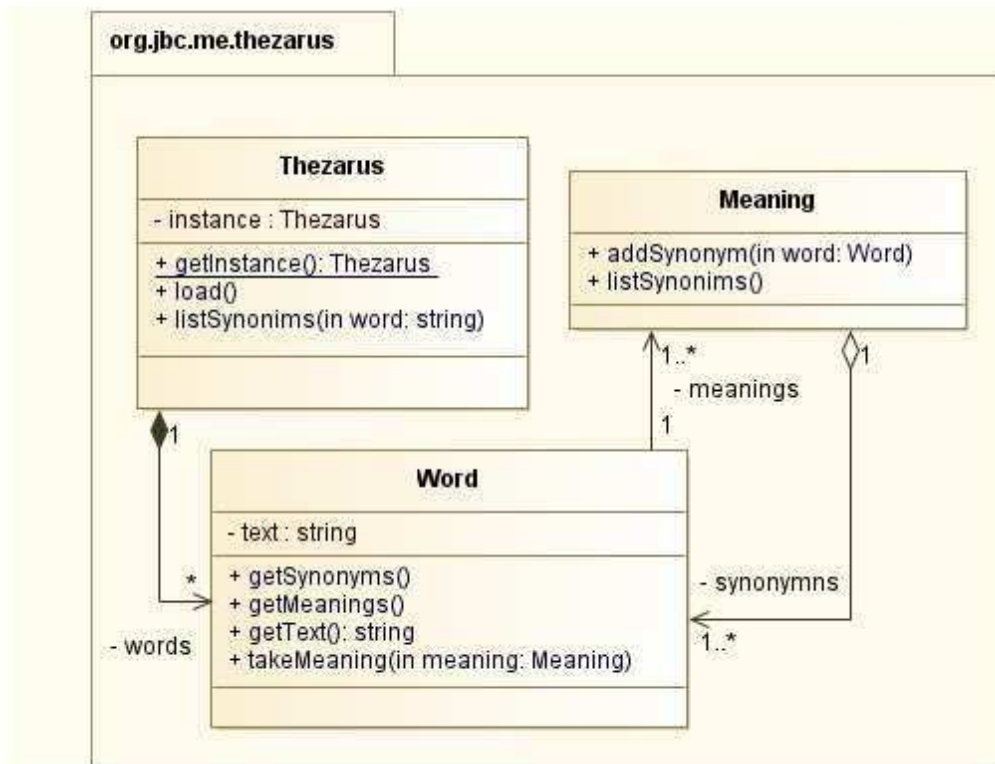 org.jbc.me.thezarus
Thezarus
- instance : Thezarus
+ getInstance(): Thezarus
+ load()
+ listSynonims(in word: string)
Meaning
+ addSynonym(in word: Word)
+ listSynonims()
1
1..*
- meanings
1
1
Word
- text : string
+ getSynonyms()
+ getMeanings()
+ getText(): string
+ takeMeaning(in meaning: Meaning)
*
- words
- synonymns
1..*